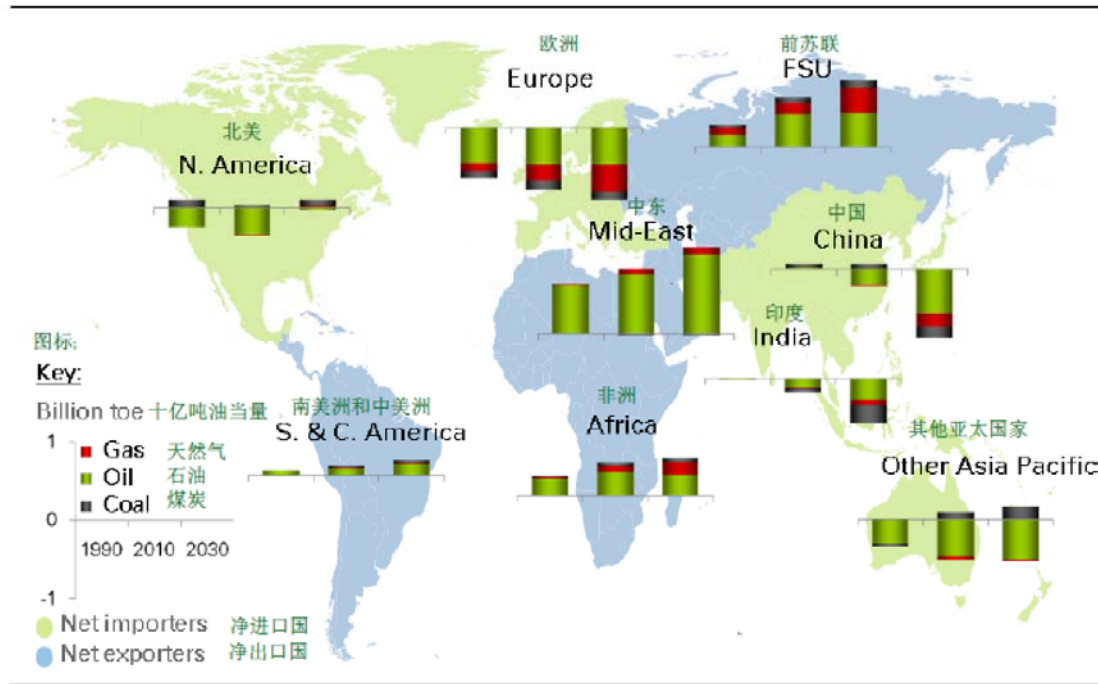 欧洲
Europe
前苏联
FSU
北美
N. America
中东
Mid-East
中国
China
印度
India
图标:
Key:
Billion toe 十亿吨油当量
1
Gas 天然气
Oil 石油
Coal 煤炭
0
1990 2010 2030
-1
南美洲和中美洲
S. & C. America
非洲
Africa
其他亚太国家
Other Asia Pacific
Net importers 净进口国
Net exporters 净出口国